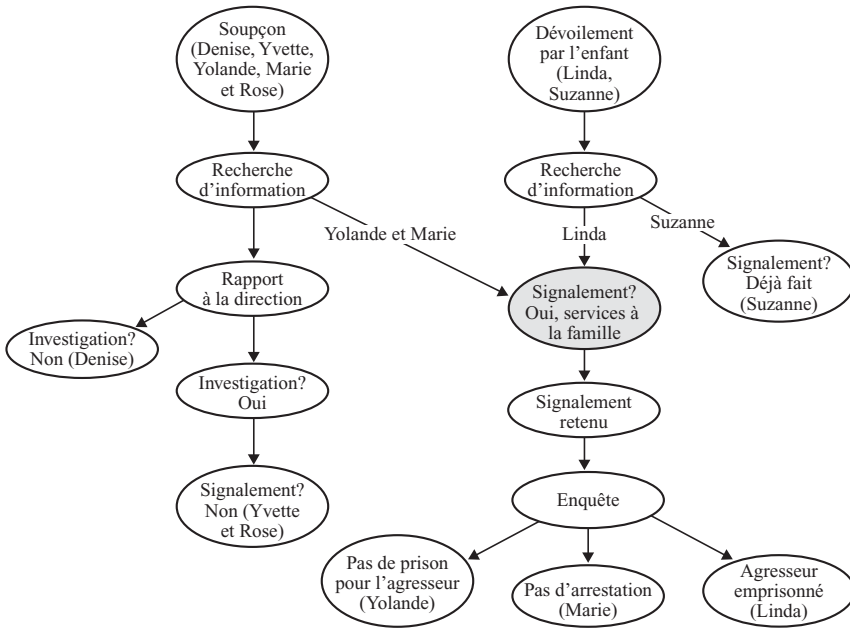 Soupçon
(Denise, Yvette,
Yolande, Marie
et Rose)
Dévoilement
par l'enfant
(Linda,
Suzanne)
Recherche
d'information
Recherche
d'information
Yolande et Marie
Linda
Suzanne
Rapport
à la direction
Signalement?
Oui, services à
la famille
Signalement?
Déjà fait
(Suzanne)
Investigation?
Non (Denise)
Investigation?
Oui
Signalement
retenu
Signalement?
Non (Yvette
et Rose)
Enquête
Pas de prison
pour l'agresseur
(Yolande)
Pas d'arrestation
(Marie)
Agresseur
emprisonné
(Linda)